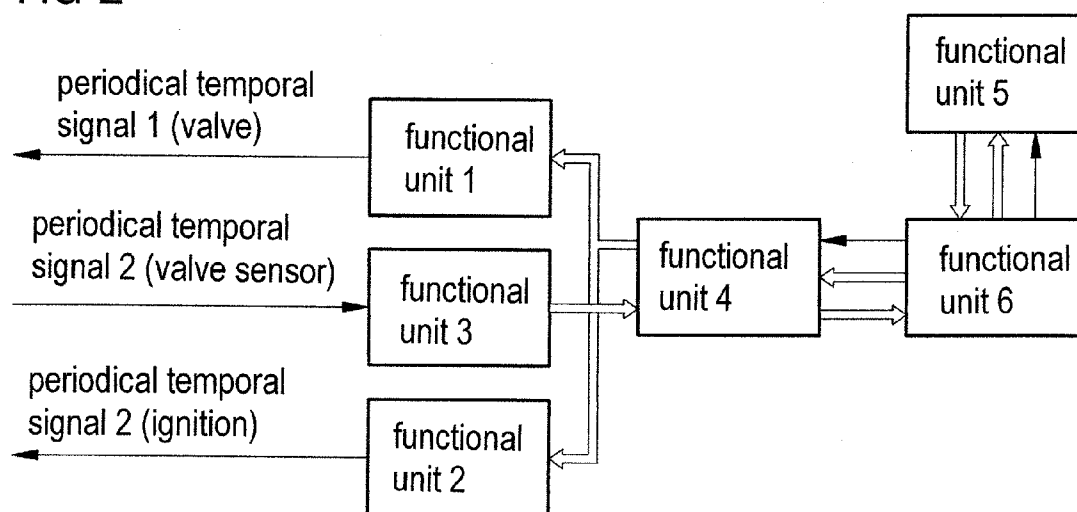 functional
unit 5
periodical temporal
signal 1 (valve)
functional
unit 1
periodical temporal
signal 2 (valve sensor)
functional
unit 3
functional
unit 4
functional
unit 6
periodical temporal
signal 2 (ignition)
functional
unit 2